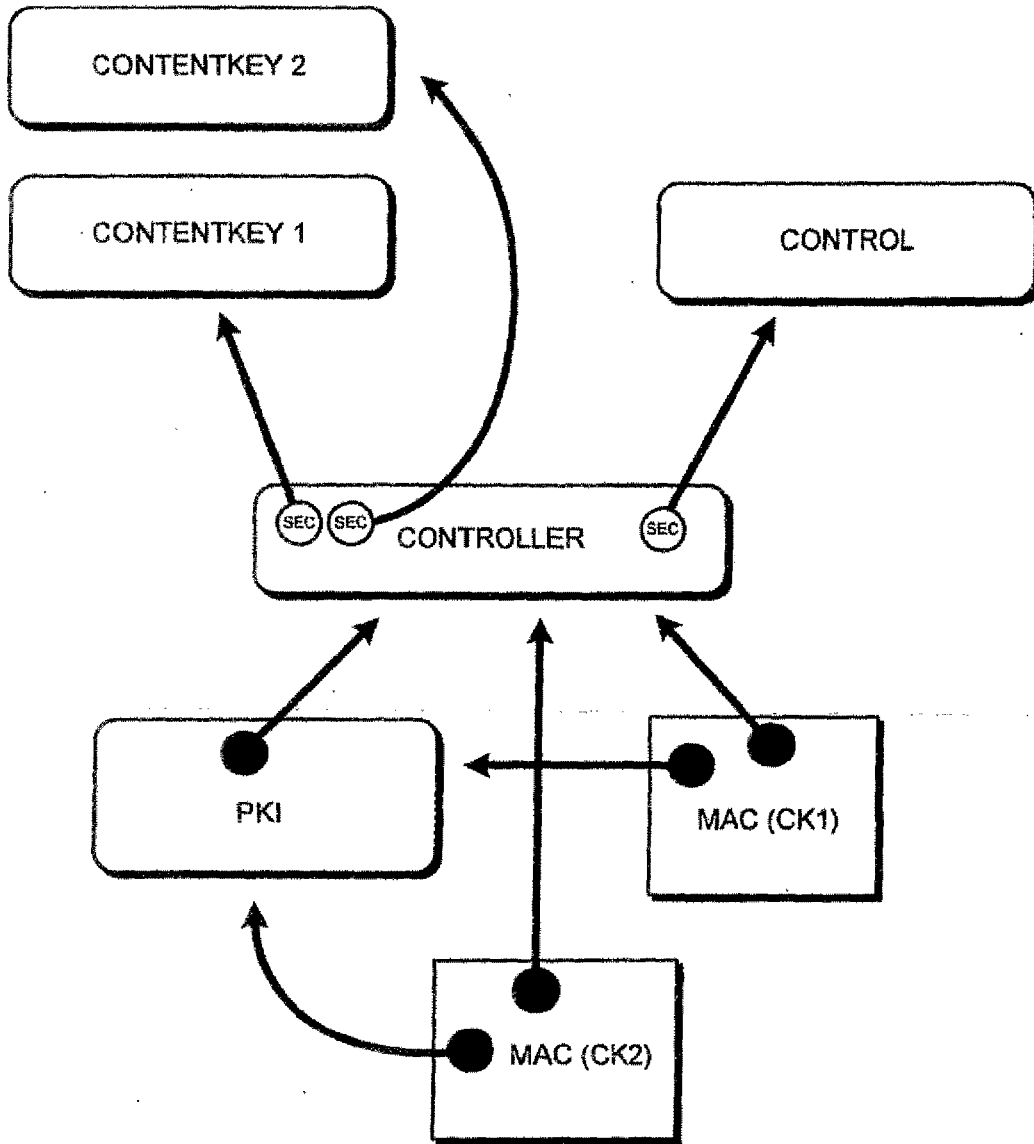 CONTENTKEY 2
CONTENTKEY 1
CONTROL
SEC
SEC
CONTROLLER
SEC
PKI
MAC (CK1)
MAC (CK2)